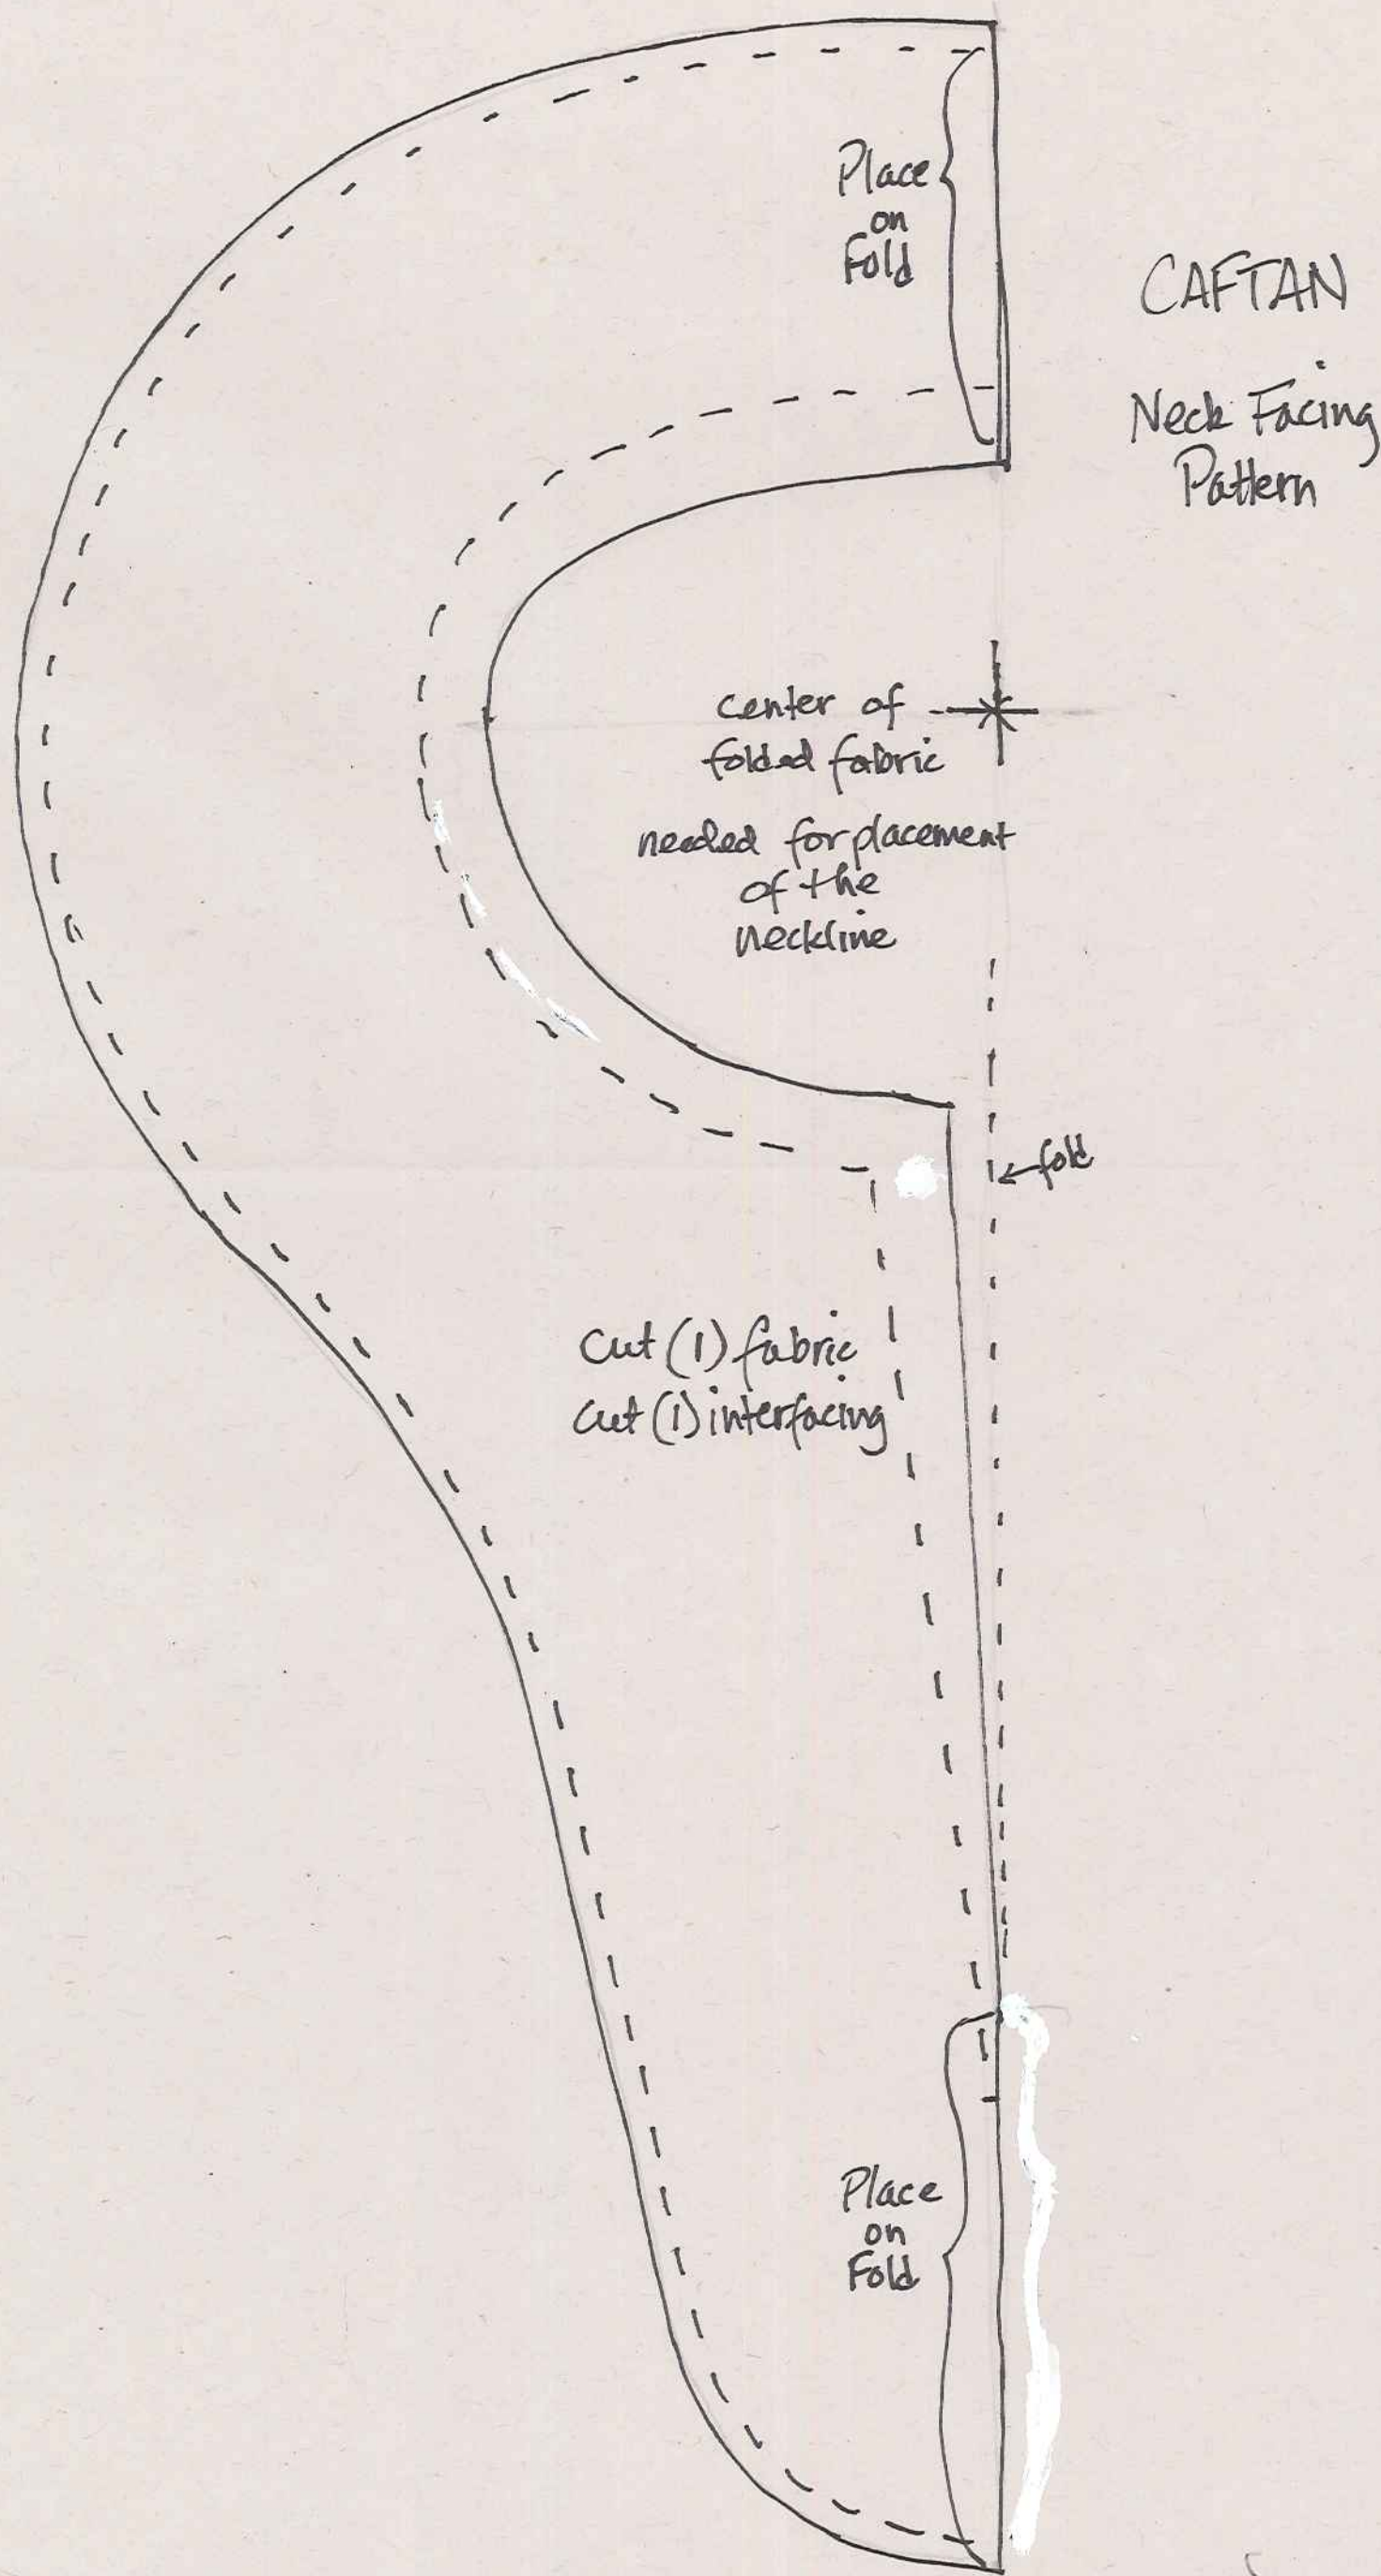 Place
on
Fold
CAFTAN
Neck Facing
Pattern
center of
folded fabric
needed for placement
of the
neckline
fold
Cut (1) fabric
Cut (1) interfacing
Place
on
Fold